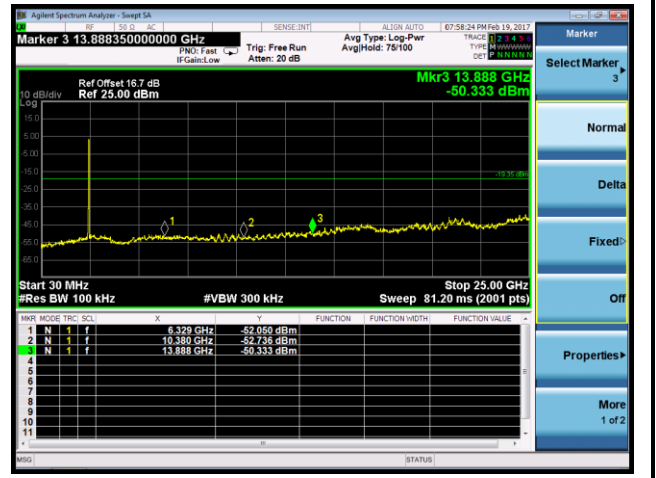 Agilent Spectrum Analyzer - Swept SA
RF 50 Ω AC SENSE:INT ALIGN AUTO 07:58:24 PM Feb 19, 2017
Marker 3 13.888350000000 GHz
PNO: Fast
IFGain:Low
Trig: Free Run
Atten: 20 dB
Avg Type: Log-Pwr
Avg|Hold: 75/100
TRACE 1 2 3 4 5 6
TYPE M W W W W W
DET P N N N N N
Mkr3 13.888 GHz
-50.333 dBm
Ref Offset 16.7 dB
10 dB/div Ref 25.00 dBm
Log
15.0
5.00
-5.00
-15.0
-19.35 dBm
-25.0
-35.0
-45.0
-55.0
-65.0
1
2
3
Start 30 MHz Stop 25.00 GHz
#Res BW 100 kHz #VBW 300 kHz Sweep 81.20 ms (2001 pts)
MKR MODE TRC SCL X Y FUNCTION FUNCTION WIDTH FUNCTION VALUE
1 N 1 f 6.329 GHz -52.050 dBm
2 N 1 f 10.380 GHz -52.736 dBm
3 N 1 f 13.888 GHz -50.333 dBm
4
5
6
7
8
9
10
11
MSG STATUS
Marker
Select Marker
3
Normal
Delta
Fixed
Off
Properties
More
1 of 2